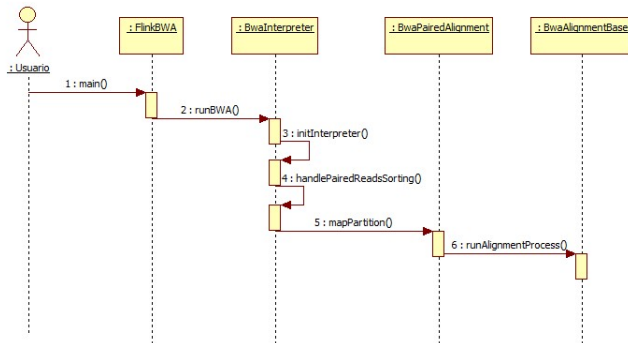 : FlinkBWA
: BwaInterpreter
: BwaPairedAlignment
: BwaAlignmentBase
: Usuario
1 : main()
2 : runBWA()
3 : initInterpreter()
4 : handlePairedReadsSorting()
5 : mapPartition()
6 : runAlignmentProcess()